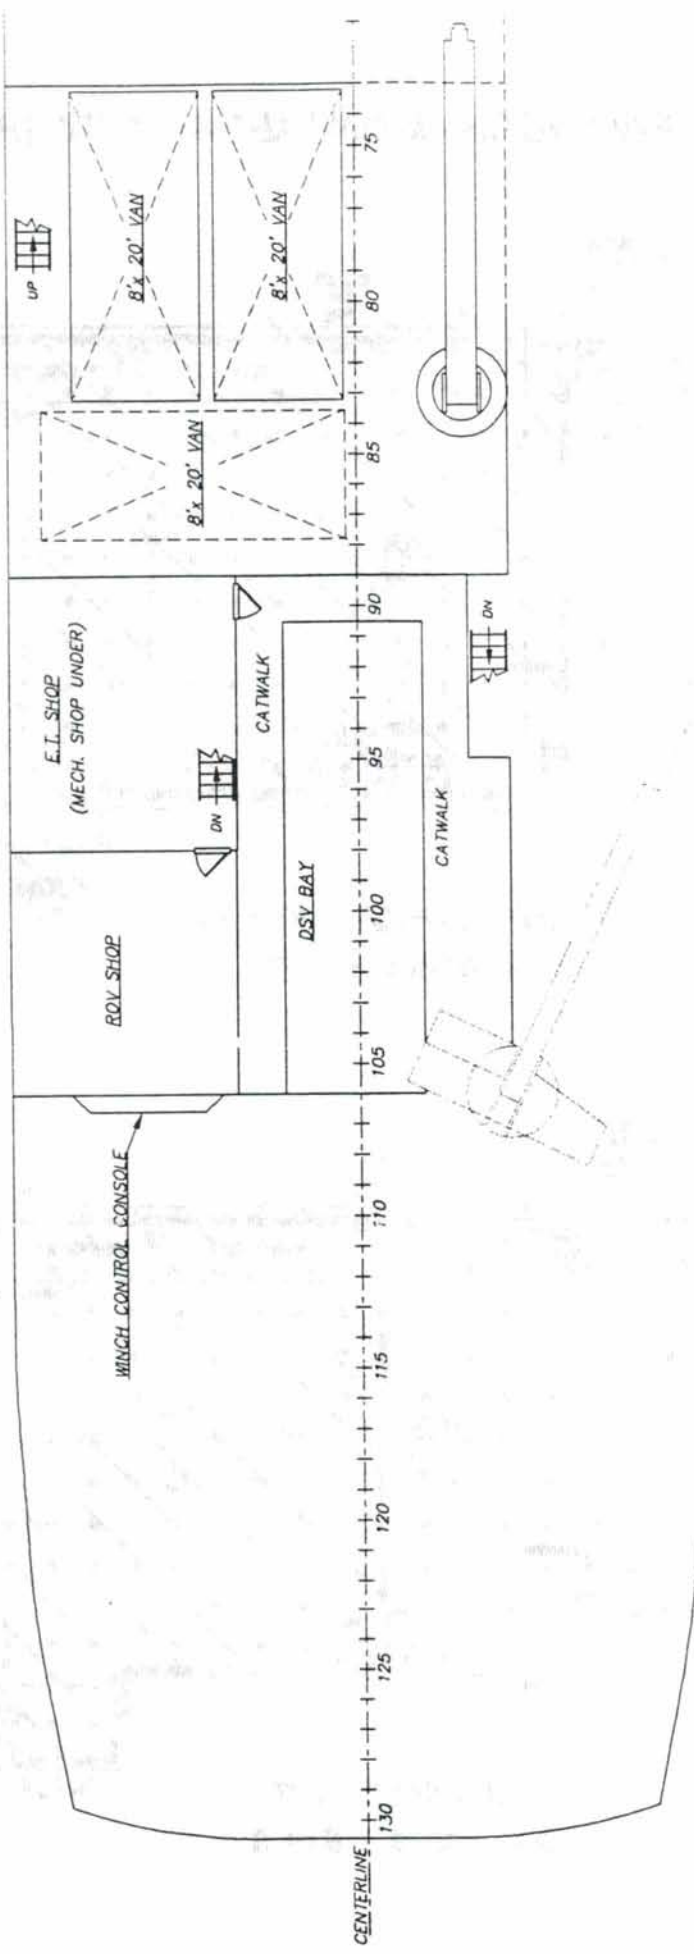 75
80
85
90
95
100
105
110
115
120
125
130
UP
8'x 20' VAN
8'x 20' VAN
8'x 20' VAN
E.T. SHOP
(MECH. SHOP UNDER)
DN
CATWALK
DN
CATWALK
DSV BAY
ROV SHOP
WINCH CONTROL CONSOLE
CENTERLINE